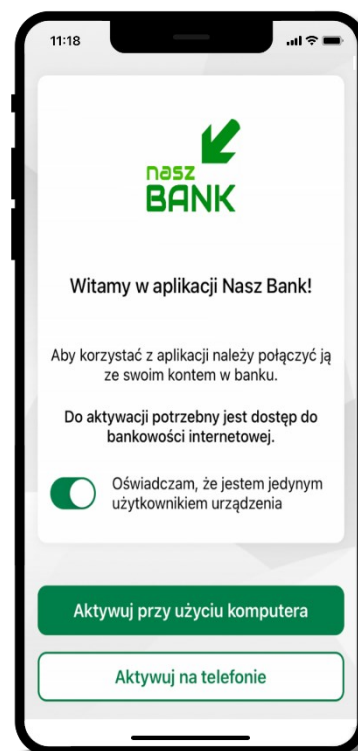 11:18
nasz
BANK
Witamy w aplikacji Nasz Bank!
Aby korzystać z aplikacji należy połączyć ją
ze swoim kontem w banku.
Do aktywacji potrzebny jest dostęp do
bankowości internetowej.
Oświadczam, że jestem jedynym
użytkownikiem urządzenia
Aktywuj przy użyciu komputera
Aktywuj na telefonie